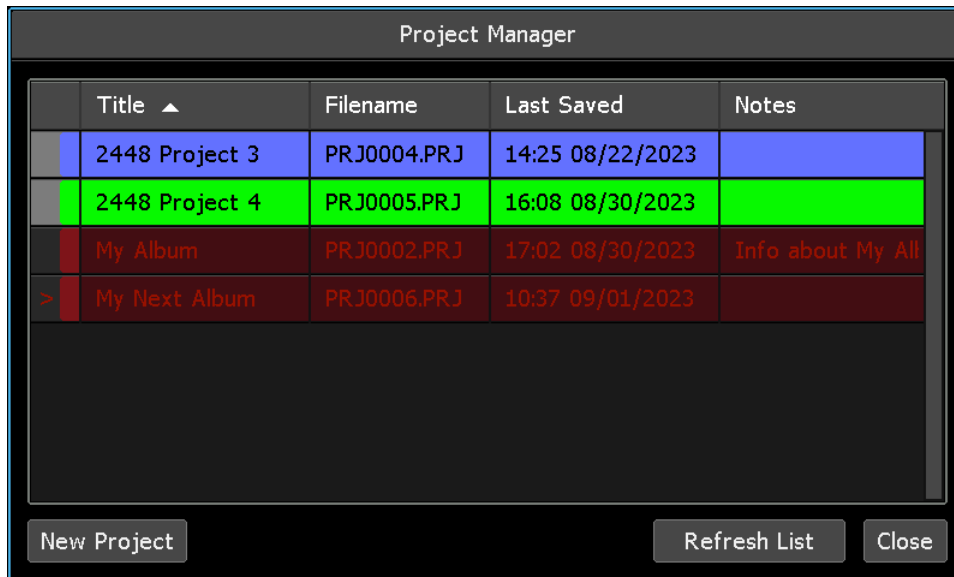 Project Manager
Title ▲ Filename Last Saved Notes
2448 Project 3 PRJ0004.PRJ 14:25 08/22/2023
2448 Project 4 PRJ0005.PRJ 16:08 08/30/2023
My Album PRJ0002.PRJ 17:02 08/30/2023 Info about My All
> My Next Album PRJ0006.PRJ 10:37 09/01/2023
New Project Refresh List Close